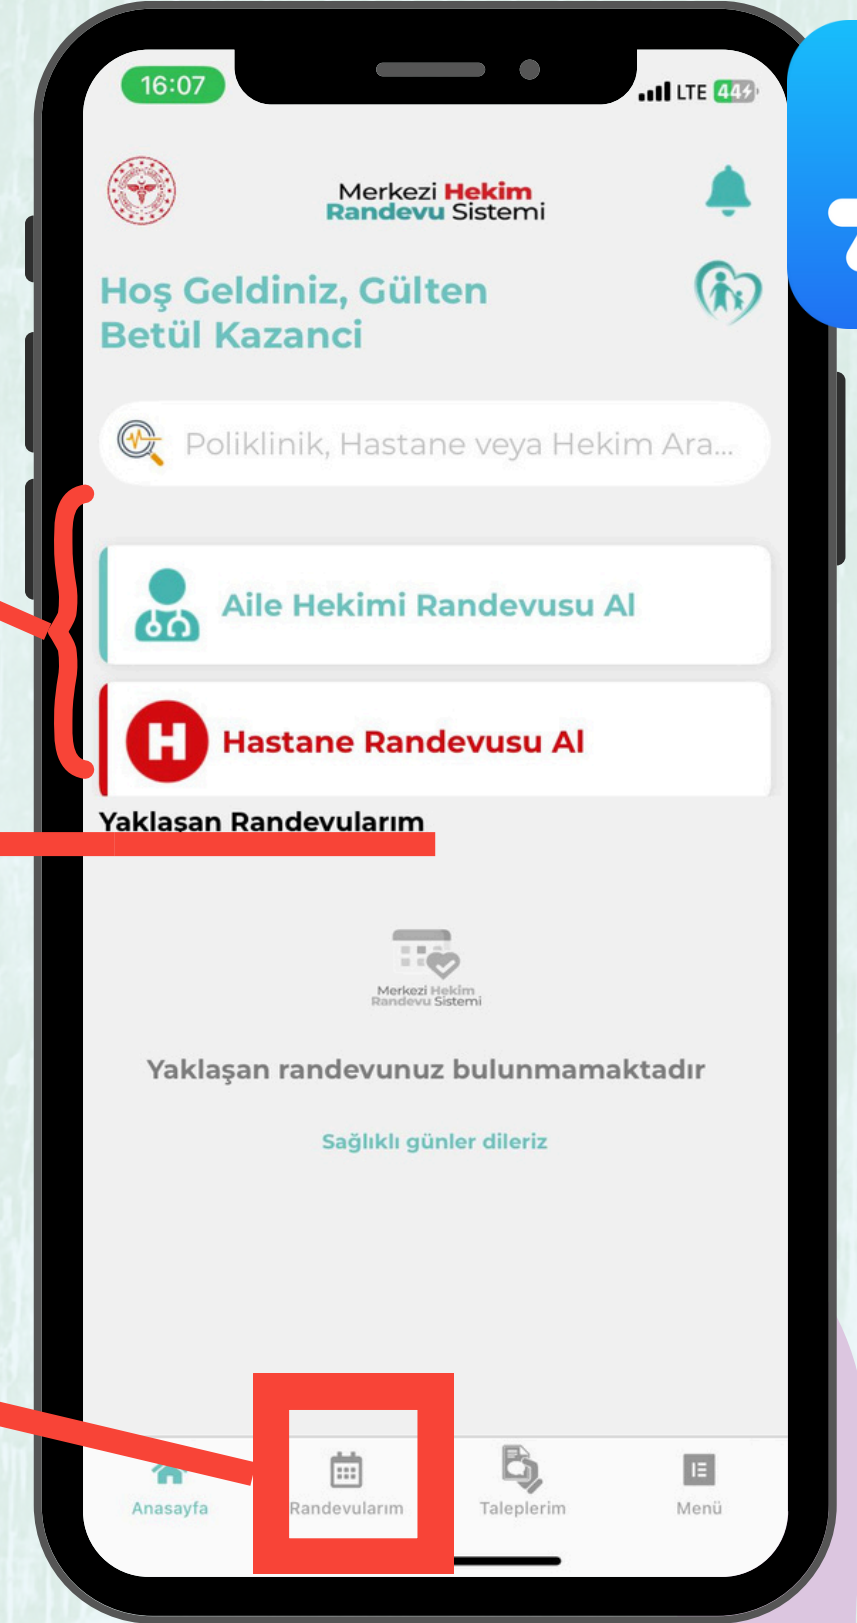 16:07
LTE 44
Merkezi Hekim
Randevu Sistemi
Hoş Geldiniz, Gülten
Betül Kazanci
Poliklinik, Hastane veya Hekim Ara...
Aile Hekimi Randevusu Al
H Hastane Randevusu Al
Yaklaşan Randevularım
Merkezi Hekim
Randevu Sistemi
Yaklaşan randevunuz bulunmamaktadır
Sağlıklı günler dileriz
Anasayfa Randevularım Taleplerim Menü